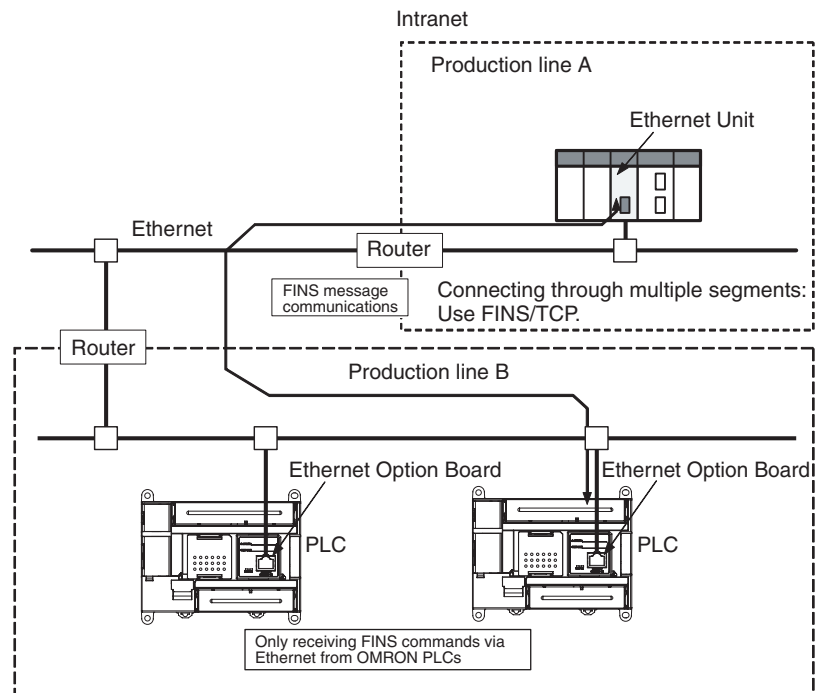 Intranet
Production line A
Ethernet Unit
Ethernet
Router
FINS message
communications
Connecting through multiple segments:
Use FINS/TCP.
Router
Production line B
Ethernet Option Board
Ethernet Option Board
PLC
PLC
Only receiving FINS commands via
Ethernet from OMRON PLCs